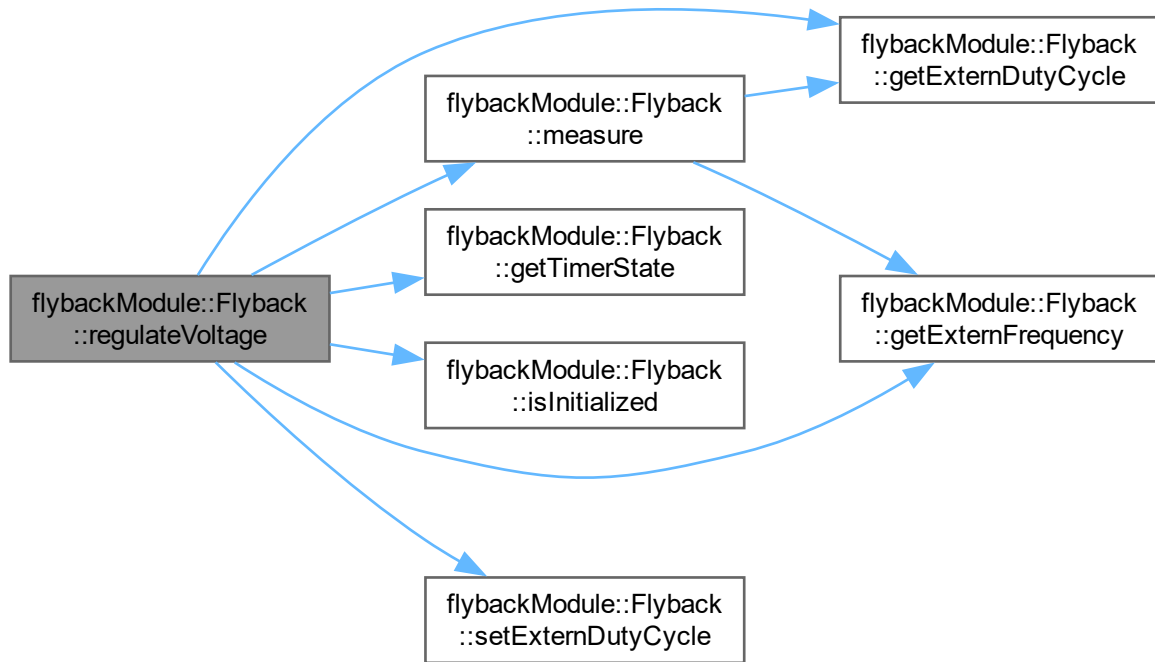 flybackModule::Flyback
::regulateVoltage
flybackModule::Flyback
::measure
flybackModule::Flyback
::getTimerState
flybackModule::Flyback
::isInitialized
flybackModule::Flyback
::setExternDutyCycle
flybackModule::Flyback
::getExternDutyCycle
flybackModule::Flyback
::getExternFrequency